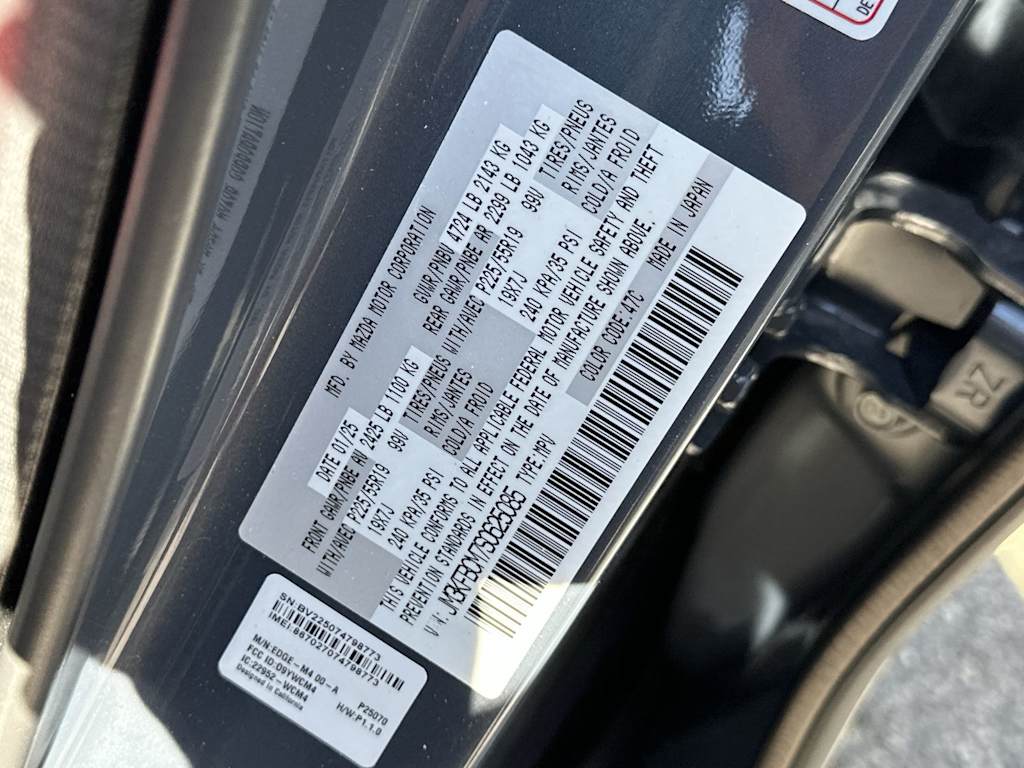 MFD. BY MAZDA MOTOR CORPORATION
DATE 01/25
GVWR/PNBV 4724 LB 2143 KG
FRONT GAWR/PNBE AV 2425 LB 1100 KG
REAR GAWR/PNBE AR 2299 LB 1043 KG
WITH/AVEC P225/55R19 99V TIRES/PNEUS WITH/AVEC P225/55R19 99V TIRES/PNEUS
19X7J RIMS/JANTES 19X7J RIMS/JANTES
240 KPA/35 PSI COLD/A FROID 240 KPA/35 PSI COLD/A FROID
THIS VEHICLE CONFORMS TO ALL APPLICABLE FEDERAL MOTOR VEHICLE SAFETY AND THEFT
PREVENTION STANDARDS IN EFFECT ON THE DATE OF MANUFACTURE SHOWN ABOVE.
TYPE:MPV COLOR CODE:47C MADE IN JAPAN
SN:BV225074798773
IMEI:867027074798773
M/N:EDGE-M4 00-A P25070
FCC ID:D9YWCM4 H/W:P1.1.0
IC:22952-WCM4
Designed in California
DE
ZR